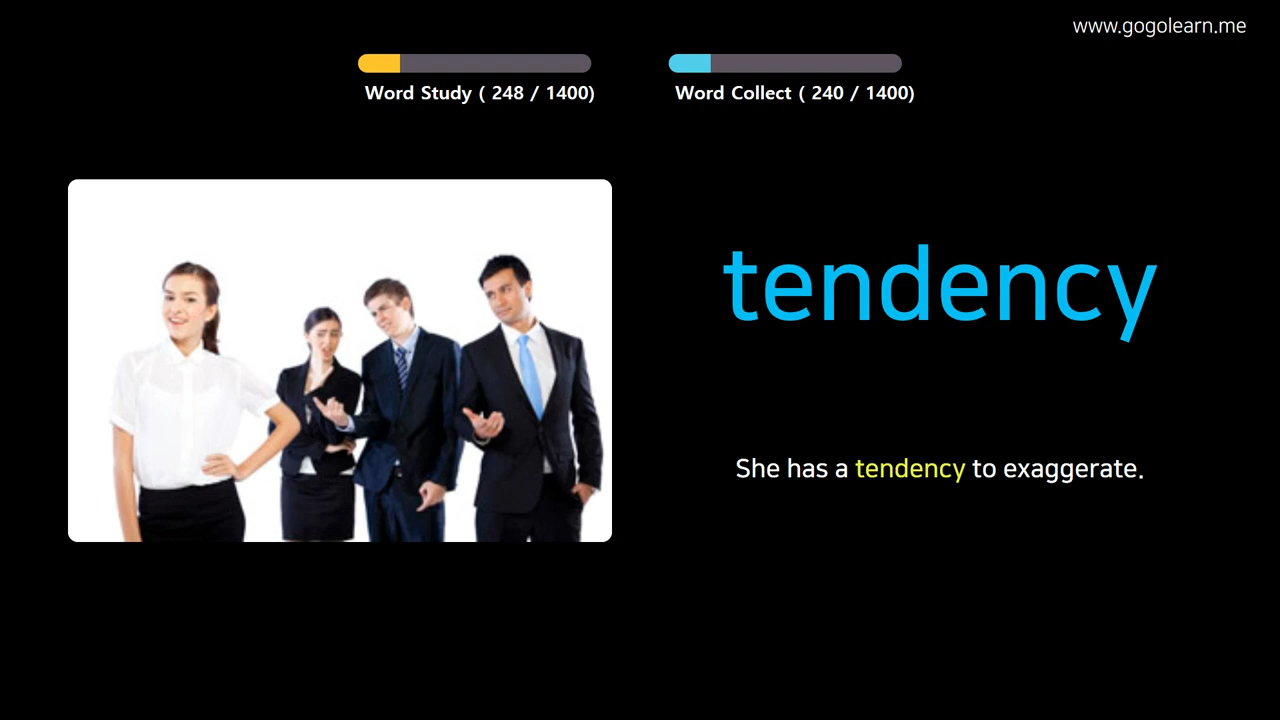 www.gogolearn.me
Word Study ( 248 / 1400)
Word Collect ( 240 / 1400)
tendency
She has a tendency to exaggerate.